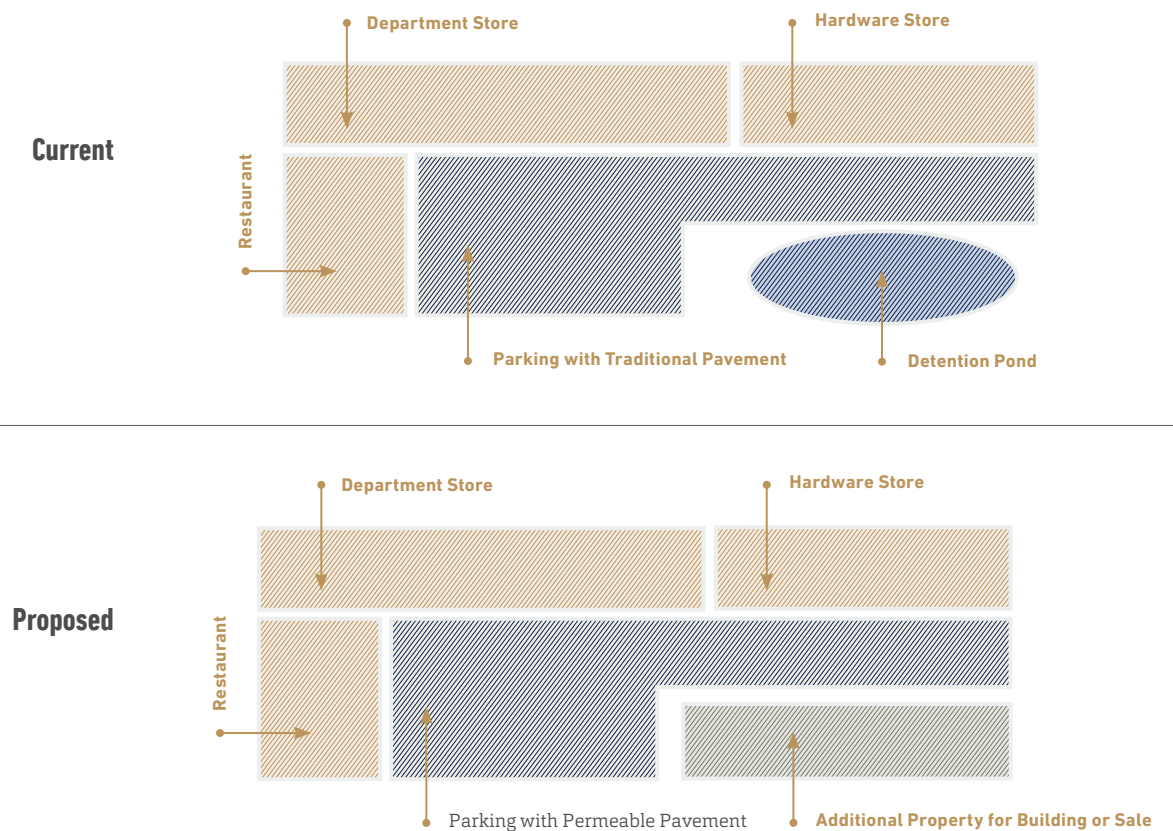 Department Store
Hardware Store
Current
Restaurant
Parking with Traditional Pavement
Detention Pond
Department Store
Hardware Store
Proposed
Restaurant
Parking with Permeable Pavement
Additional Property for Building or Sale